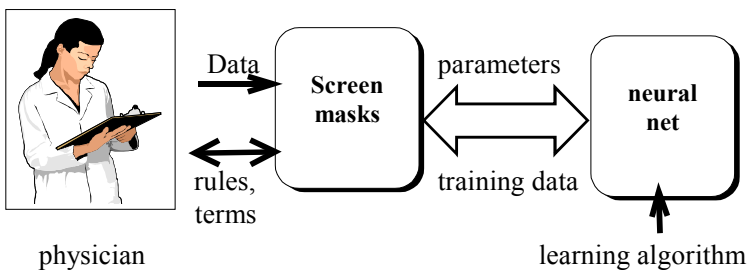 Data
rules,
terms
physician
Screen
masks
parameters
training data
neural
net
learning algorithm